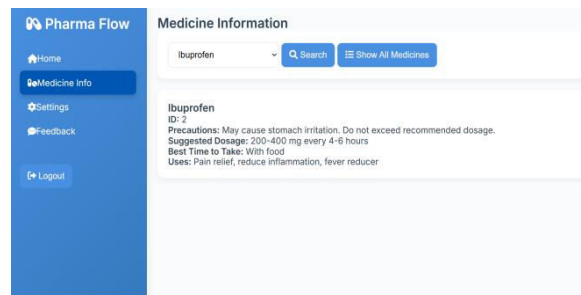 Pharma Flow
Home
Medicine Info
Settings
Feedback
Logout
Medicine Information
Ibuprofen
Search
Show All Medicines
Ibuprofen
ID: 2
Precautions: May cause stomach irritation. Do not exceed recommended dosage.
Suggested Dosage: 200-400 mg every 4-6 hours
Best Time to Take: With food
Uses: Pain relief, reduce inflammation, fever reducer